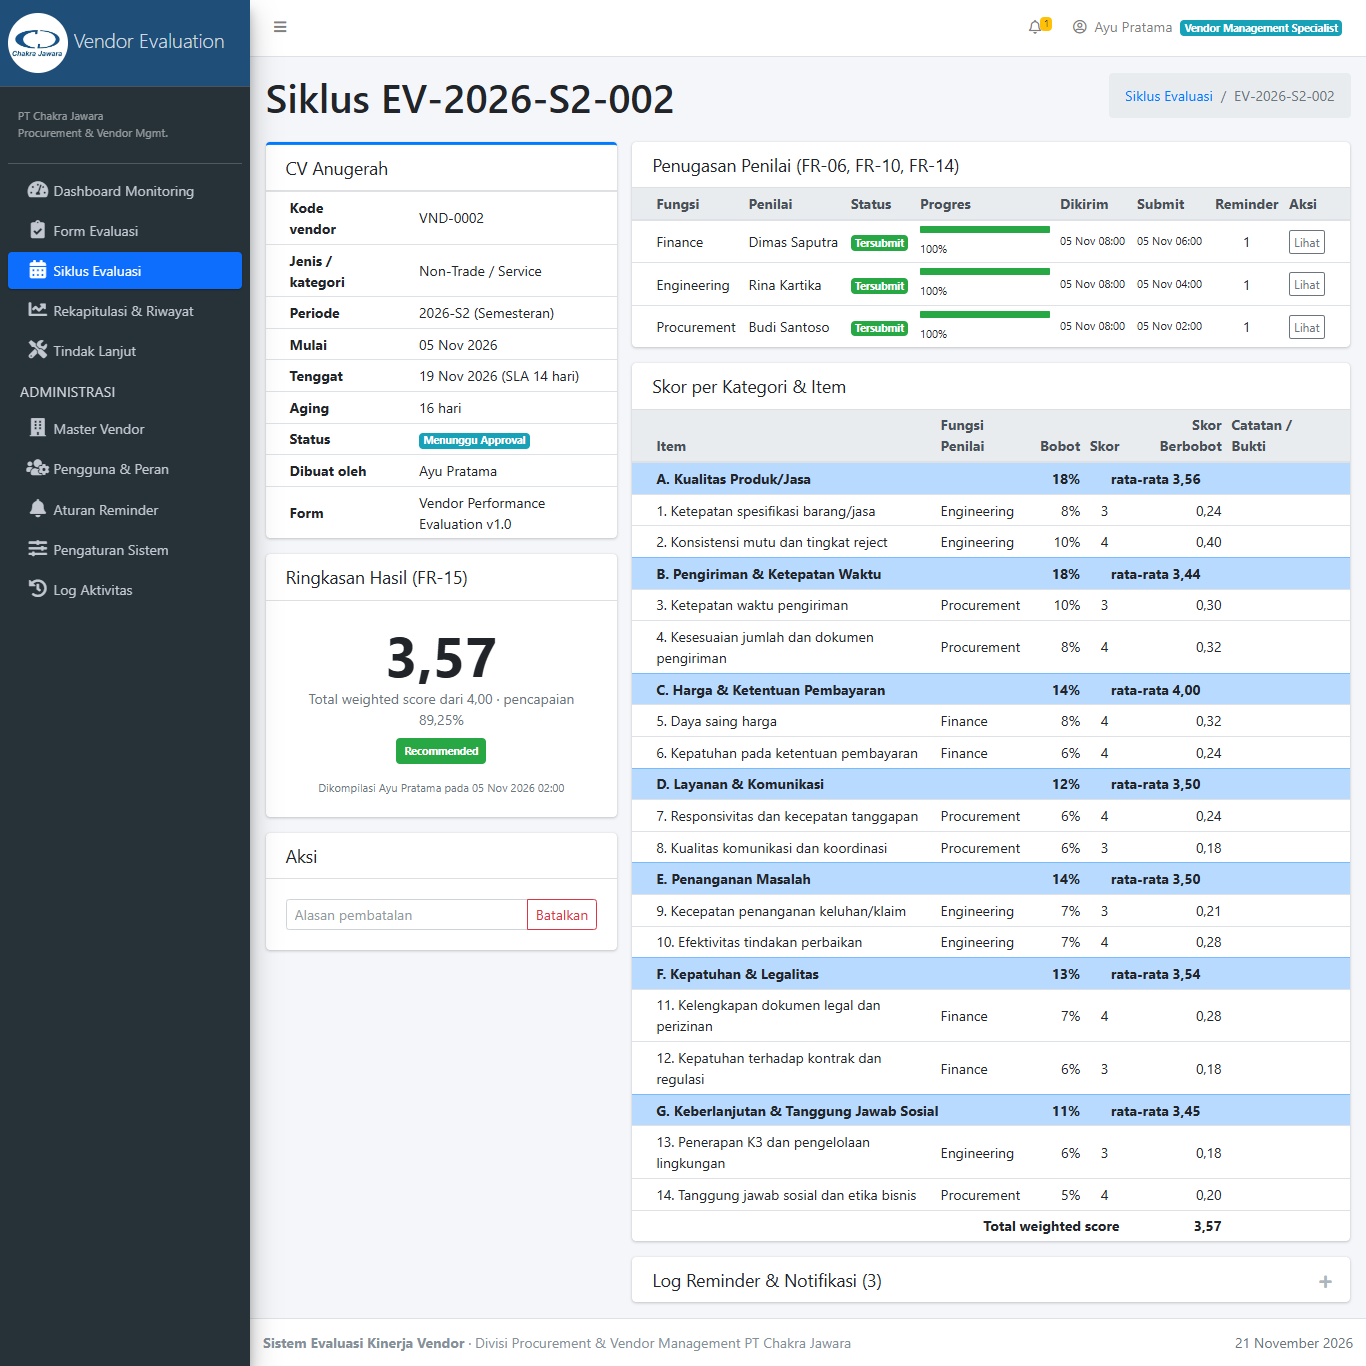 Chakra Jawara
Vendor Evaluation
PT Chakra Jawara
Procurement & Vendor Mgmt.
Dashboard Monitoring
Form Evaluasi
Siklus Evaluasi
Rekapitulasi & Riwayat
Tindak Lanjut
ADMINISTRASI
Master Vendor
Pengguna & Peran
Aturan Reminder
Pengaturan Sistem
Log Aktivitas
1
Ayu Pratama Vendor Management Specialist
Siklus EV-2026-S2-002
Siklus Evaluasi / EV-2026-S2-002
CV Anugerah
Kode vendor VND-0002
Jenis / kategori Non-Trade / Service
Periode 2026-S2 (Semesteran)
Mulai 05 Nov 2026
Tenggat 19 Nov 2026 (SLA 14 hari)
Aging 16 hari
Status Menunggu Approval
Dibuat oleh Ayu Pratama
Form Vendor Performance Evaluation v1.0
Ringkasan Hasil (FR-15)
3,57
Total weighted score dari 4,00 · pencapaian
89,25%
Recommended
Dikompilasi Ayu Pratama pada 05 Nov 2026 02:00
Aksi
Alasan pembatalan Batalkan
Penugasan Penilai (FR-06, FR-10, FR-14)
Fungsi Penilai Status Progres Dikirim Submit Reminder Aksi
Finance Dimas Saputra Tersubmit 100% 05 Nov 08:00 05 Nov 06:00 1 Lihat
Engineering Rina Kartika Tersubmit 100% 05 Nov 08:00 05 Nov 04:00 1 Lihat
Procurement Budi Santoso Tersubmit 100% 05 Nov 08:00 05 Nov 02:00 1 Lihat
Skor per Kategori & Item
Item Fungsi Penilai Bobot Skor Skor Berbobot Catatan / Bukti
A. Kualitas Produk/Jasa 18% rata-rata 3,56
1. Ketepatan spesifikasi barang/jasa Engineering 8% 3 0,24
2. Konsistensi mutu dan tingkat reject Engineering 10% 4 0,40
B. Pengiriman & Ketepatan Waktu 18% rata-rata 3,44
3. Ketepatan waktu pengiriman Procurement 10% 3 0,30
4. Kesesuaian jumlah dan dokumen pengiriman Procurement 8% 4 0,32
C. Harga & Ketentuan Pembayaran 14% rata-rata 4,00
5. Daya saing harga Finance 8% 4 0,32
6. Kepatuhan pada ketentuan pembayaran Finance 6% 4 0,24
D. Layanan & Komunikasi 12% rata-rata 3,50
7. Responsivitas dan kecepatan tanggapan Procurement 6% 4 0,24
8. Kualitas komunikasi dan koordinasi Procurement 6% 3 0,18
E. Penanganan Masalah 14% rata-rata 3,50
9. Kecepatan penanganan keluhan/klaim Engineering 7% 3 0,21
10. Efektivitas tindakan perbaikan Engineering 7% 4 0,28
F. Kepatuhan & Legalitas 13% rata-rata 3,54
11. Kelengkapan dokumen legal dan perizinan Finance 7% 4 0,28
12. Kepatuhan terhadap kontrak dan regulasi Finance 6% 3 0,18
G. Keberlanjutan & Tanggung Jawab Sosial 11% rata-rata 3,45
13. Penerapan K3 dan pengelolaan lingkungan Engineering 6% 3 0,18
14. Tanggung jawab sosial dan etika bisnis Procurement 5% 4 0,20
Total weighted score 3,57
Log Reminder & Notifikasi (3)
Sistem Evaluasi Kinerja Vendor · Divisi Procurement & Vendor Management PT Chakra Jawara
21 November 2026